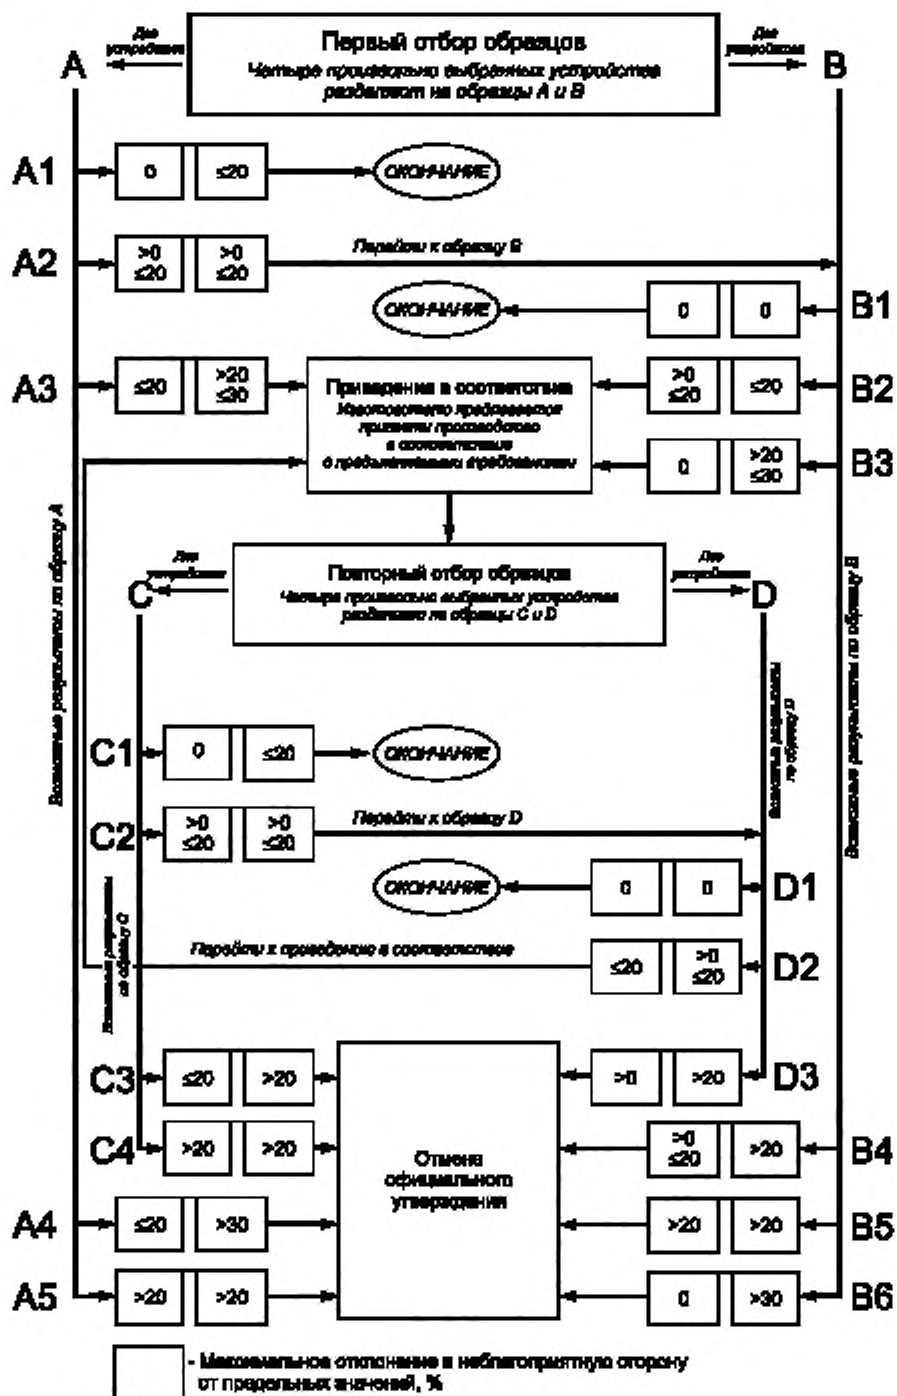 Первый отбор образцов
Четыре произвольно выбранных устройства
разделяют на образцы A и B
Два
устройства
Два
устройства
A
B
A1
0
≤20
ОКОНЧАНИЕ
A2
>0
≤20
>0
≤20
Перейти к образцу B
ОКОНЧАНИЕ
0
0
B1
A3
≤20
>20
≤30
Приведение в соответствие
Изготовителю предлагается
привести производство
в соответствие
с предъявляемыми требованиями
>0
≤20
≤20
B2
0
>20
≤30
B3
Возможные результаты по образцу A
Возможные результаты по образцу B
Повторный отбор образцов
Четыре произвольно выбранных устройства
разделяют на образцы C и D
Два
устройства
Два
устройства
C
D
Возможные результаты
по образцу D
C1
0
≤20
ОКОНЧАНИЕ
C2
>0
≤20
>0
≤20
Перейти к образцу D
ОКОНЧАНИЕ
0
0
D1
Возможные результаты
по образцу C
Перейти к приведению в соответствие
≤20
>0
≤20
D2
C3
≤20
>20
>0
>20
D3
C4
>20
>20
Отмена
официального
утверждения
>0
≤20
>20
B4
A4
≤20
>30
>20
>20
B5
A5
>20
>20
0
>30
B6
- Максимальное отклонение в неблагоприятную сторону
от предельных значений, %